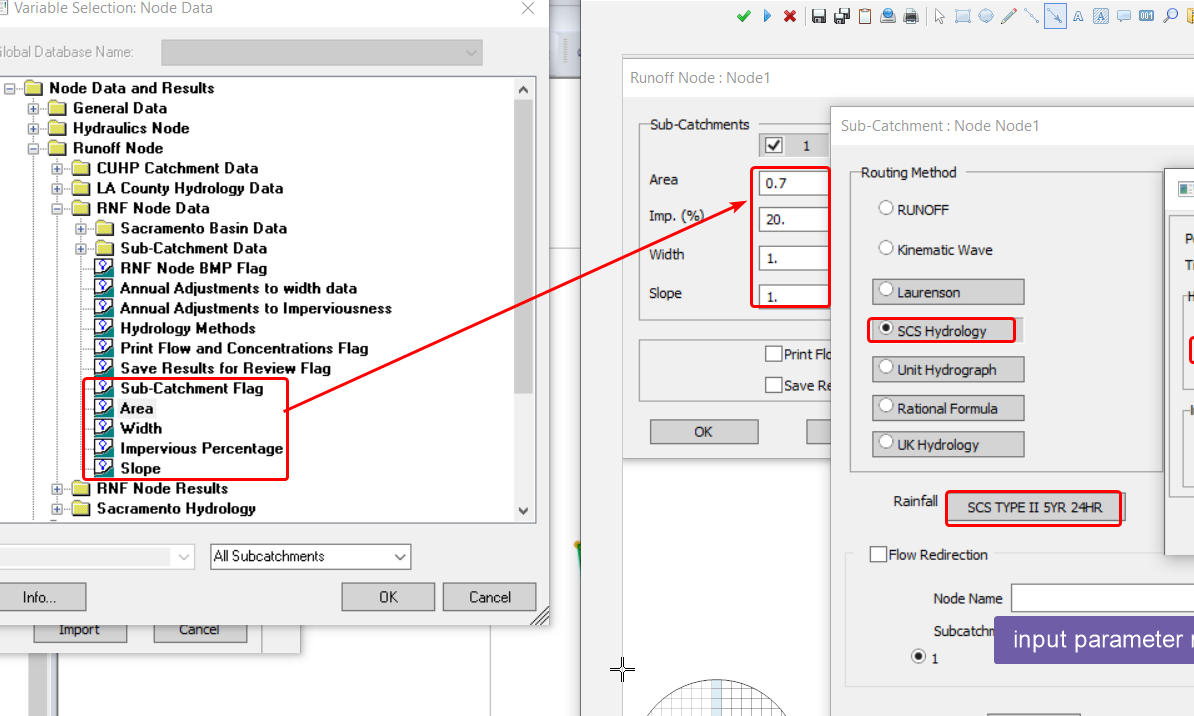 Variable Selection: Node Data
Global Database Name:
Node Data and Results
General Data
Hydraulics Node
Runoff Node
CUHP Catchment Data
LA County Hydrology Data
RNF Node Data
Sacramento Basin Data
Sub-Catchment Data
RNF Node BMP Flag
Annual Adjustments to width data
Annual Adjustments to Imperviousness
Hydrology Methods
Print Flow and Concentrations Flag
Save Results for Review Flag
Sub-Catchment Flag
Area
Width
Impervious Percentage
Slope
RNF Node Results
Sacramento Hydrology
All Subcatchments
Info...
OK
Cancel
Import
Cancel
Runoff Node : Node1
Sub-Catchments
1
Area
0.7
Imp. (%)
20.
Width
1.
Slope
1.
Print Flo
Save Re
OK
Sub-Catchment : Node Node1
Routing Method
RUNOFF
Kinematic Wave
Laurenson
SCS Hydrology
Unit Hydrograph
Rational Formula
UK Hydrology
Rainfall
SCS TYPE II 5YR 24HR
Flow Redirection
Node Name
Subcatchm
1
input parameter